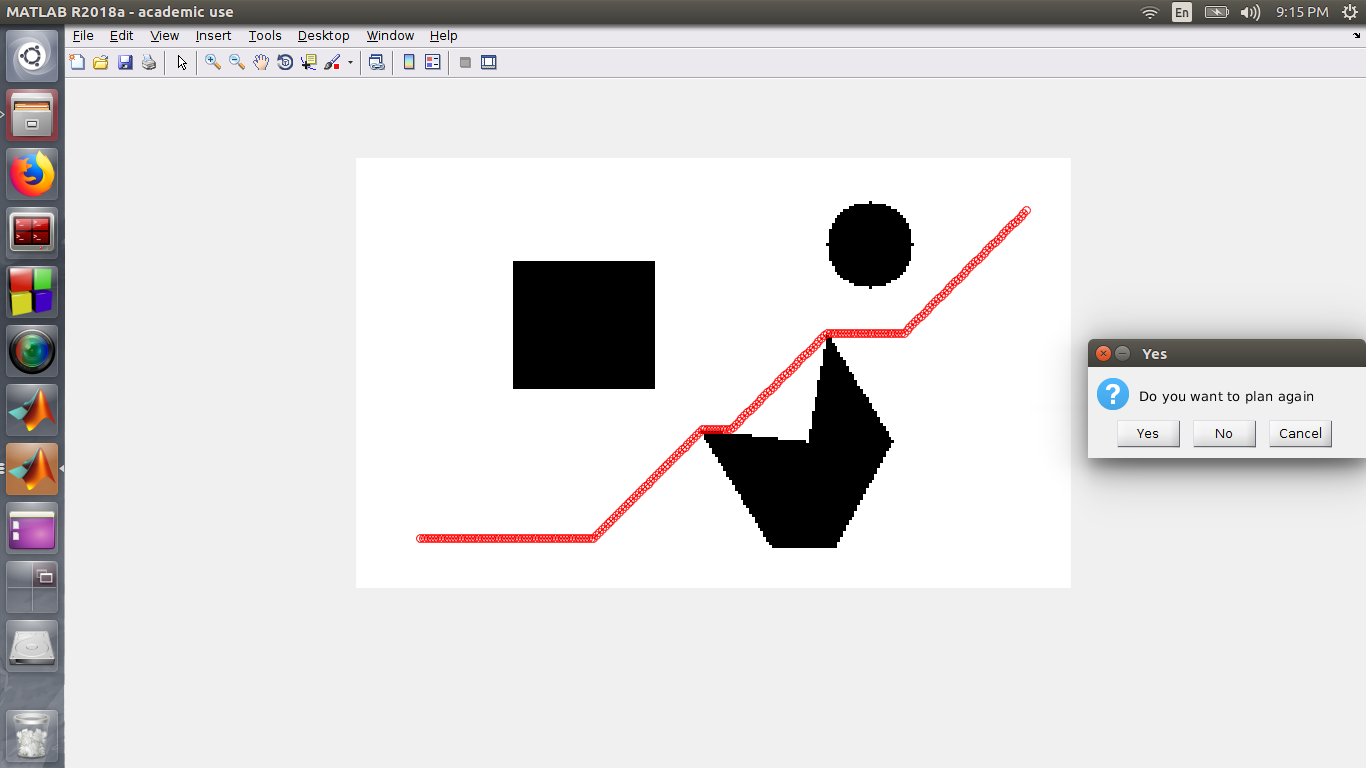 MATLAB R2018a - academic use
En
9:15 PM
File Edit View Insert Tools Desktop Window Help
Yes
Do you want to plan again
Yes No Cancel